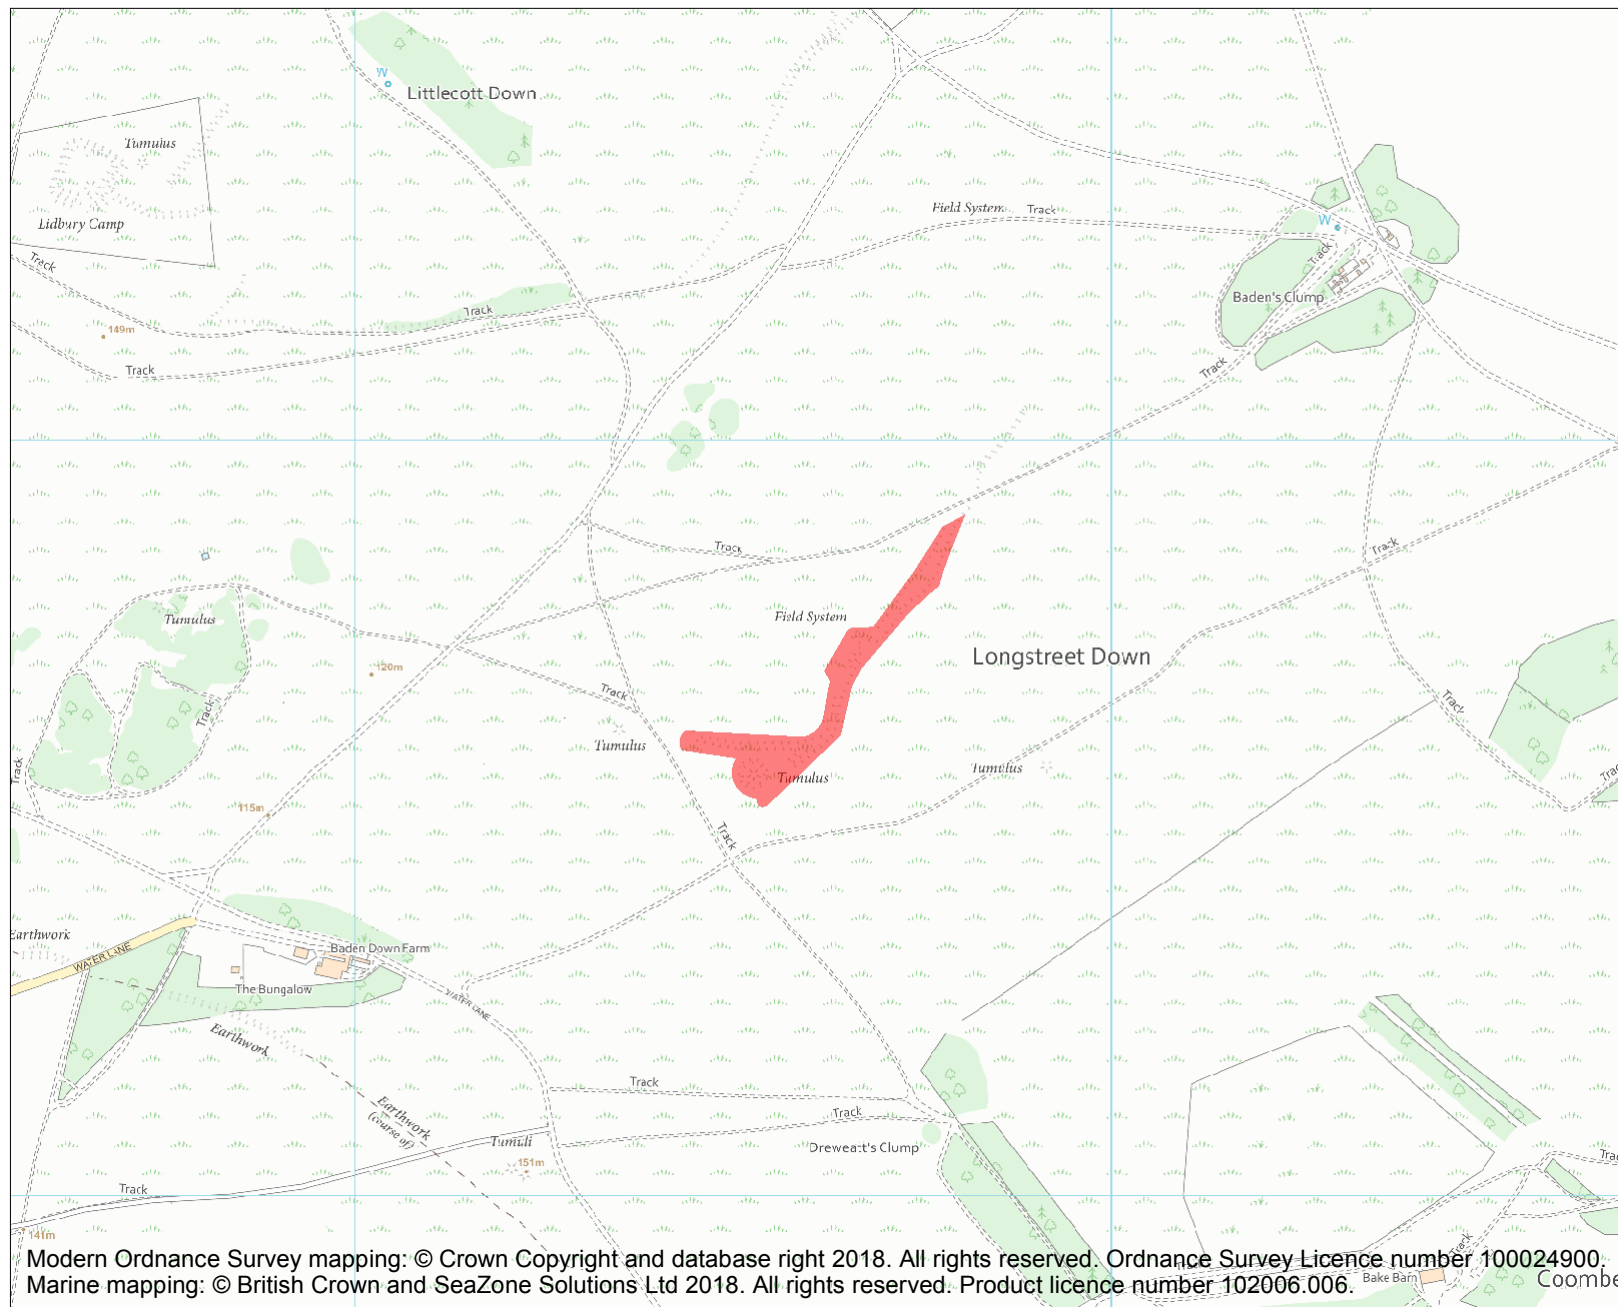 W
Littlecott Down
Tumulus
Lidbury Camp
Track
Field System
Track
W
Track
Baden's Clump
Track
149m
Track
Track
Track
Track
Tumulus
Field System
Longstreet Down
120m
Track
Track
Track
Tumulus
Track
Tumulus
Tumulus
115m
Track
Earthwork
WATER LANE
Baden Down Farm
The Bungalow
WATER LANE
Earthwork
Track
Earthwork
(course of)
Track
Tumuli
Dreweatt's Clump
151m
Track
141m
Track
Bake Barn
Coombe
Modern Ordnance Survey mapping: © Crown Copyright and database right 2018. All rights reserved. Ordnance Survey Licence number 100024900.
Marine mapping: © British Crown and SeaZone Solutions Ltd 2018. All rights reserved. Product licence number 102006.006.